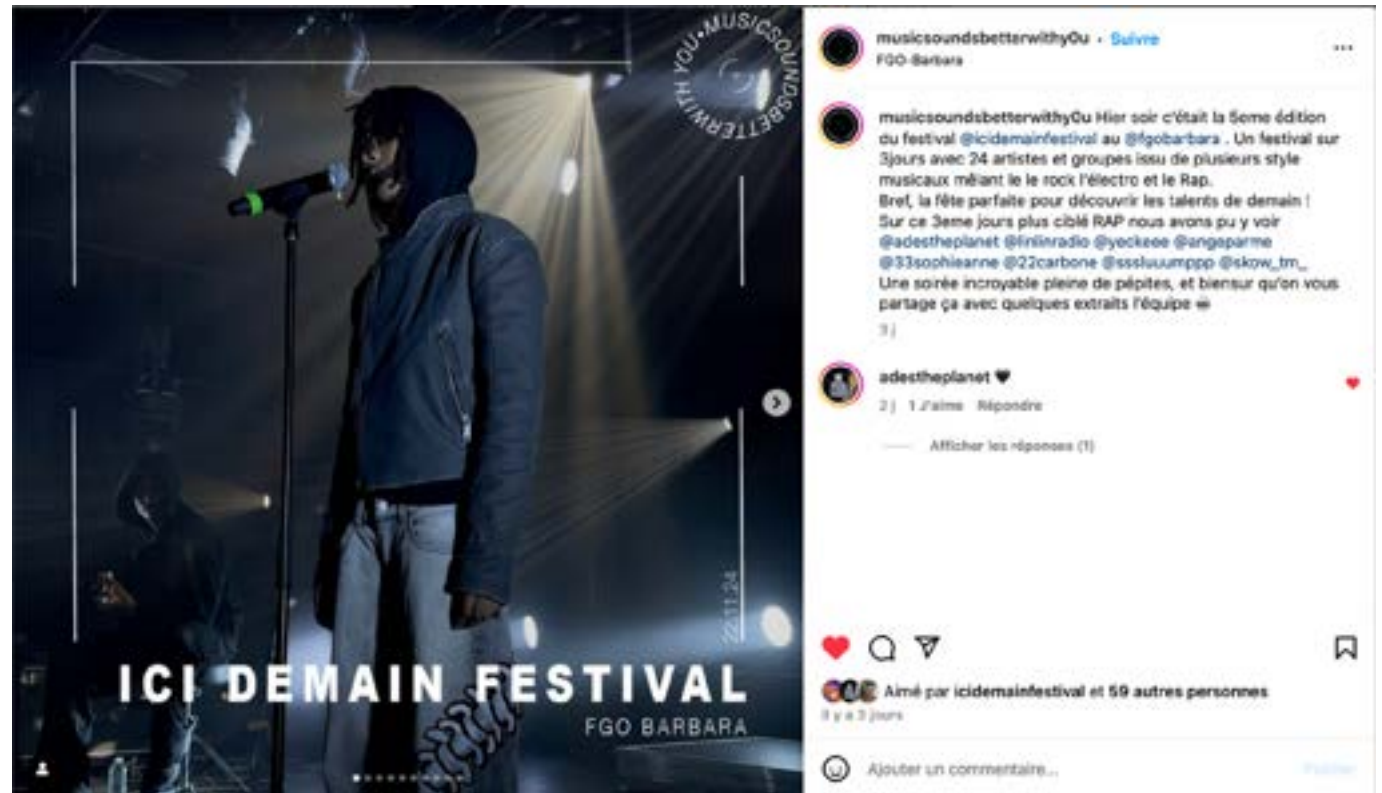 MUSICSOUNDSBETTERWITH YOU•
22:11:24
ICI DEMAIN FESTIVAL
FGO BARBARA
musicsoundsbetterwithy0u • Suivre
FGO-Barbara
musicsoundsbetterwithy0u Hier soir c'était la 5eme édition
du festival @icidemainfestival au @fgobarbara . Un festival sur
3jours avec 24 artistes et groupes issu de plusieurs style
musicaux mêlant le le rock l'électro et le Rap.
Bref, la fête parfaite pour découvrir les talents de demain !
Sur ce 3eme jours plus ciblé RAP nous avons pu y voir
@adestheplanet @liniinradio @yeckeee @angeparme
@33sophieanne @22carbone @sssluuumppp @skow_tm_
Une soirée incroyable pleine de pépites, et biensur qu'on vous
partage ça avec quelques extraits l'équipe
3 j
adestheplanet 🖤
2 j 1 J'aime Répondre
Afficher les réponses (1)
Aimé par icidemainfestival et 59 autres personnes
Il y a 3 jours
Ajouter un commentaire...
Publier